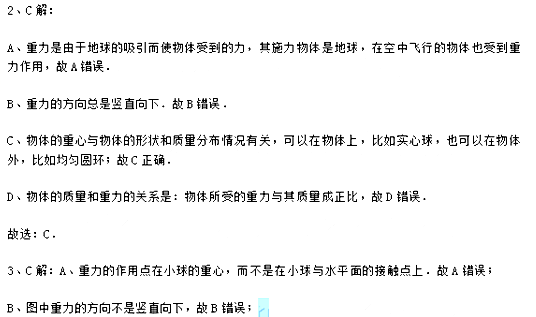 2、C 解：
A、重力是由于地球的吸引而使物体受到的力，其施力物体是地球，在空中飞行的物体也受到重
力作用，故 A 错误．
B、重力的方向总是竖直向下．故 B 错误．
C、物体的重心与物体的形状和质量分布情况有关，可以在物体上，比如实心球，也可以在物体
外，比如均匀圆环；故 C 正确．
D、物体的质量和重力的关系是：物体所受的重力与其质量成正比，故 D 错误．
故选：C．
3、C 解：A、重力的作用点在小球的重心，而不是在小球与水平面的接触点上．故 A 错误；
B、图中重力的方向不是竖直向下，故 B 错误；